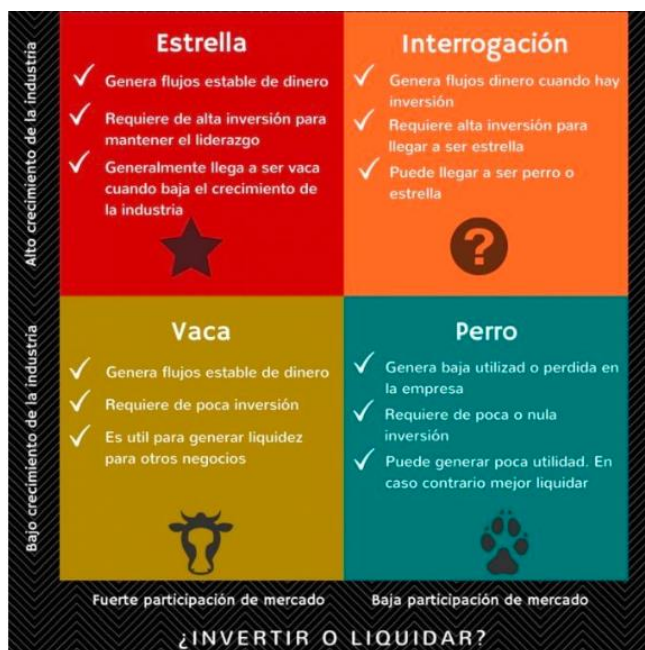 Alto crecimiento de la industria
Estrella
Genera flujos estable de dinero
Requiere de alta inversión para
mantener el liderazgo
Generalmente llega a ser vaca
cuando baja el crecimiento de
la industria
Interrogación
Genera flujos dinero cuando hay
inversión
Requiere alta inversión para
llegar a ser estrella
Puede llegar a ser perro o
estrella
?
Bajo crecimiento de la industria
Vaca
Genera flujos estable de dinero
Requiere de poca inversión
Es util para generar liquidez
para otros negocios
Perro
Genera baja utilizad o perdida en
la empresa
Requiere de poca o nula
inversión
Puede generar poca utilidad. En
caso contrario mejor liquidar
Fuerte participación de mercado
Baja participación de mercado
¿INVERTIR O LIQUIDAR?